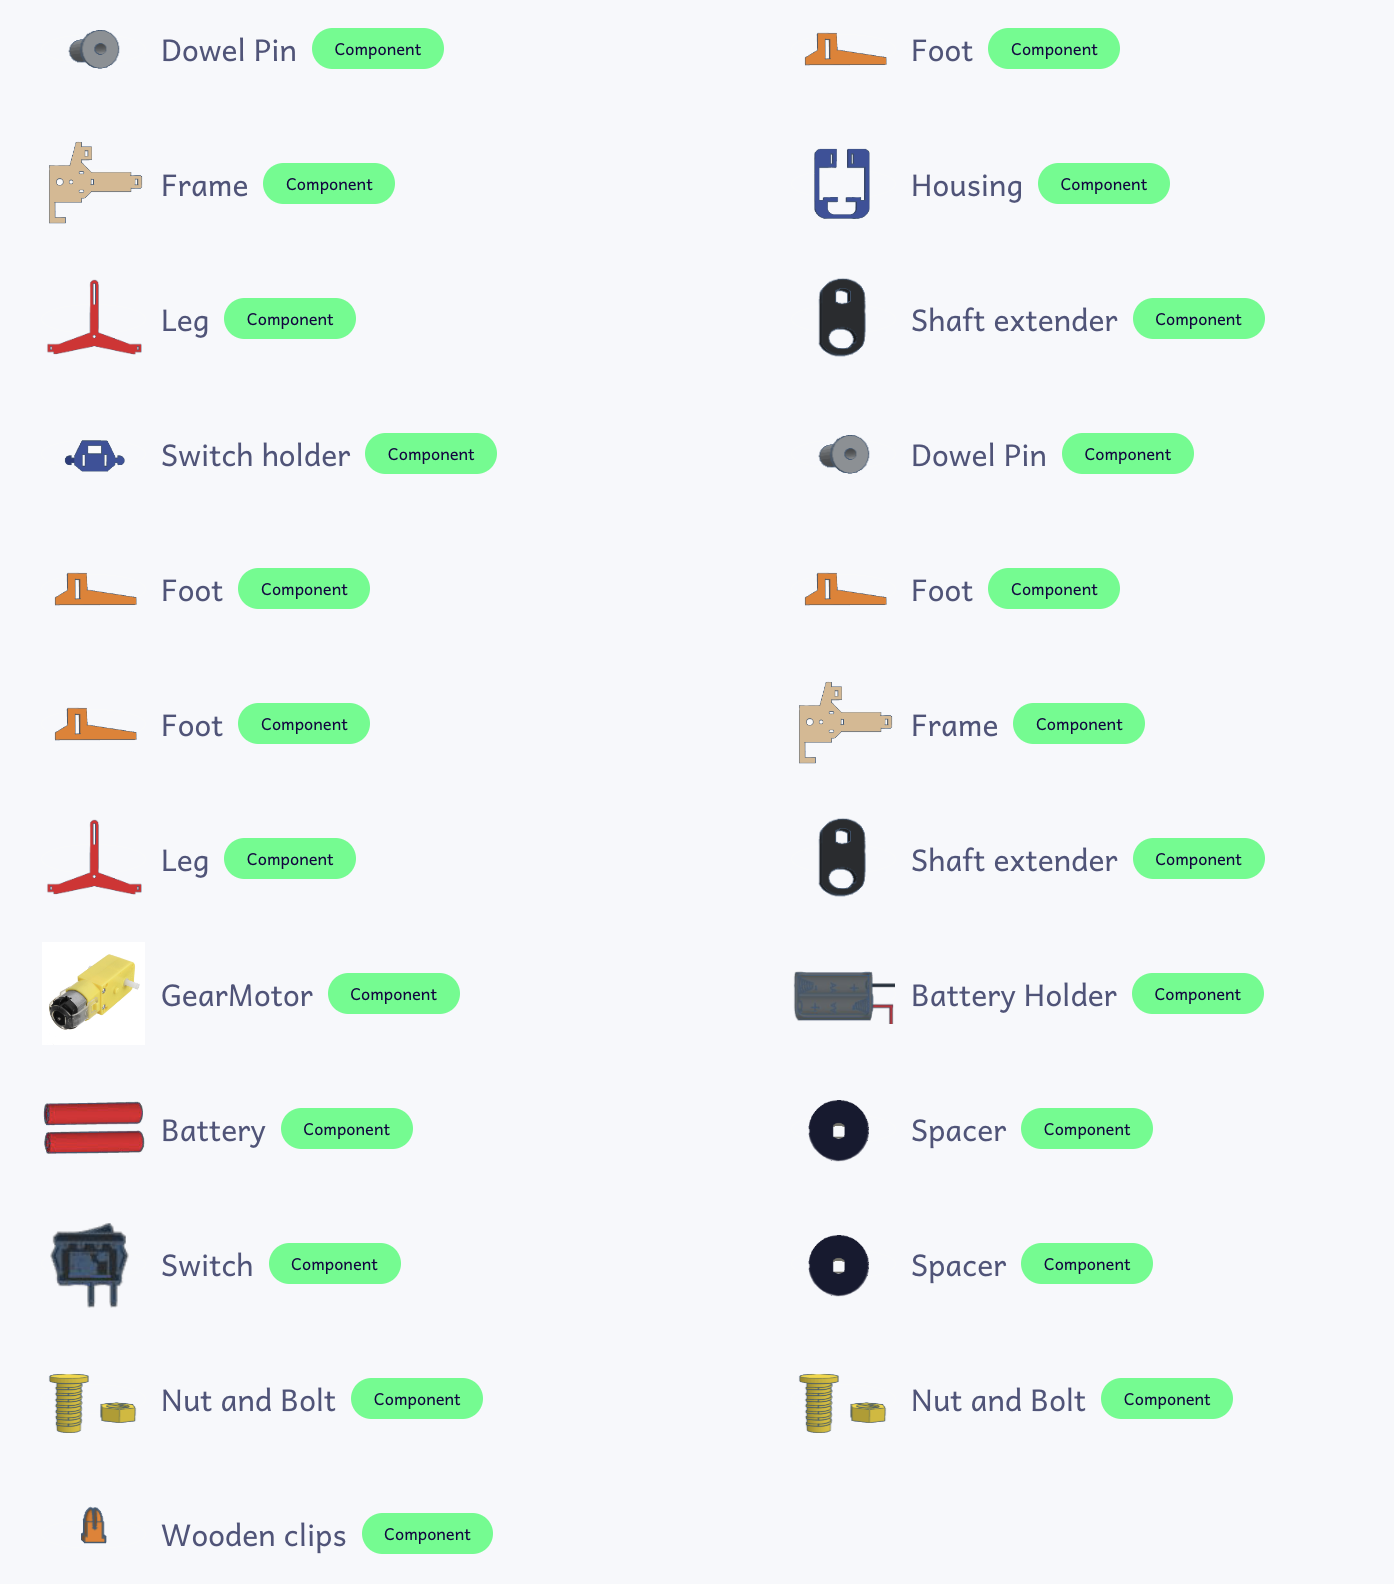 Dowel Pin Component
Foot Component
Frame Component
Housing Component
Leg Component
Shaft extender Component
Switch holder Component
Dowel Pin Component
Foot Component
Foot Component
Foot Component
Frame Component
Leg Component
Shaft extender Component
GearMotor Component
Battery Holder Component
Battery Component
Spacer Component
Switch Component
Spacer Component
Nut and Bolt Component
Nut and Bolt Component
Wooden clips Component